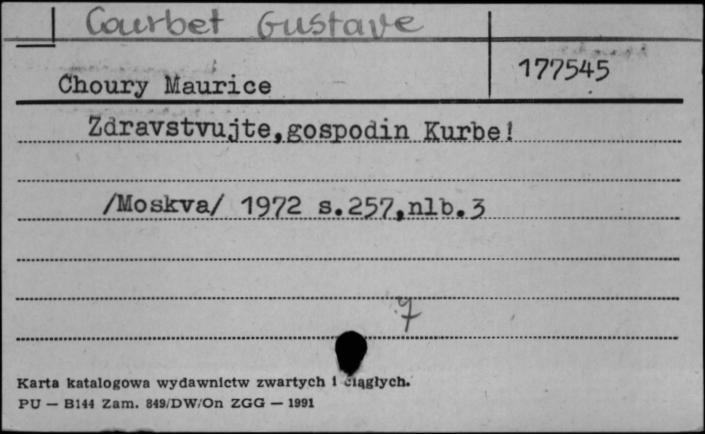 Courbet Gustave
177545
Choury Maurice
Zdravstvujte,gospodin Kurbe!
/Moskva/ 1972 s.257,nlb.3
7
Karta katalogowa wydawnictw zwartych i ciągłych.
PU — B144 Zam. 849/DW/On ZGG — 1991